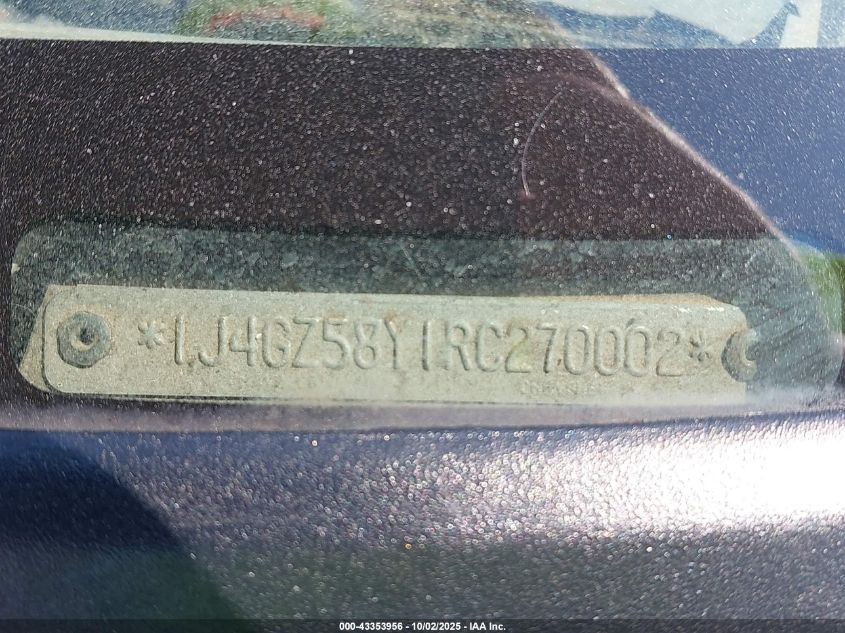 *1J4GZ58Y1RC270002*
000-43353956 - 10/02/2025 - IAA Inc.